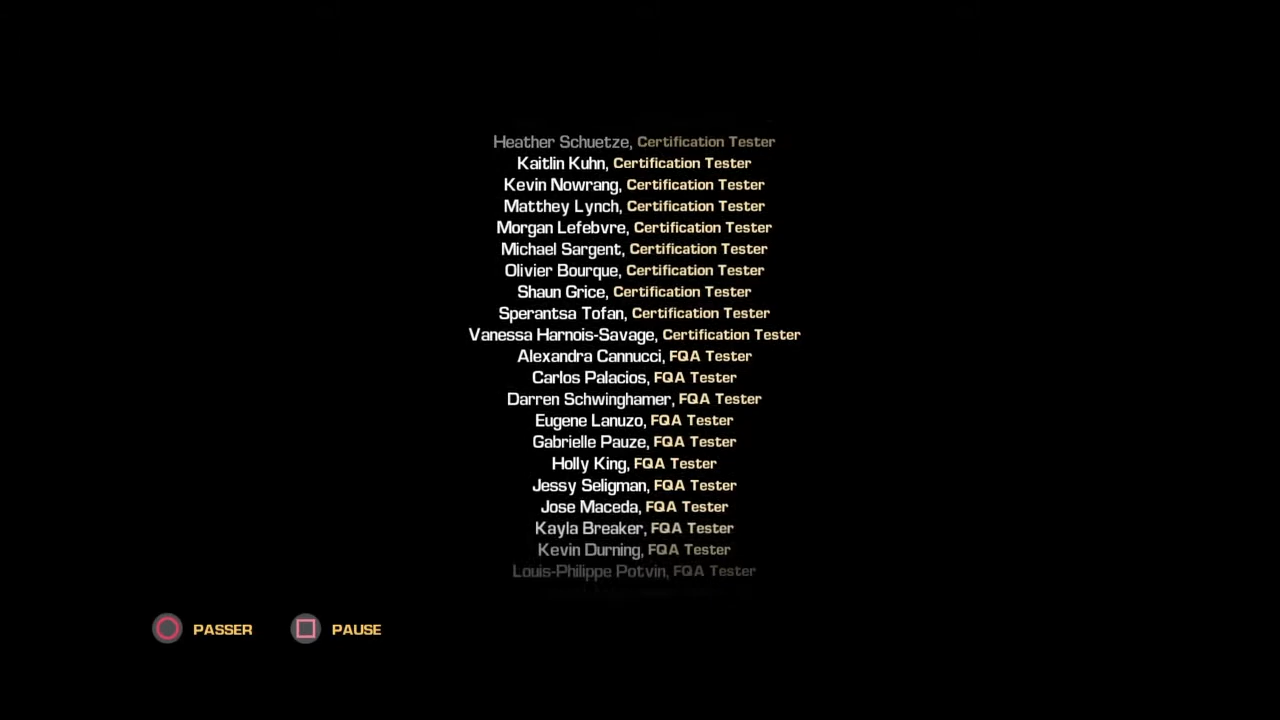 Heather Schuetze, Certification Tester
Kaitlin Kuhn, Certification Tester
Kevin Nowrang, Certification Tester
Matthey Lynch, Certification Tester
Morgan Lefebvre, Certification Tester
Michael Sargent, Certification Tester
Olivier Bourque, Certification Tester
Shaun Grice, Certification Tester
Sperantsa Tofan, Certification Tester
Vanessa Harnois-Savage, Certification Tester
Alexandra Cannucci, FQA Tester
Carlos Palacios, FQA Tester
Darren Schwinghamer, FQA Tester
Eugene Lanuzo, FQA Tester
Gabrielle Pauze, FQA Tester
Holly King, FQA Tester
Jessy Seligman, FQA Tester
Jose Maceda, FQA Tester
Kayla Breaker, FQA Tester
Kevin Durning, FQA Tester
Louis-Philippe Potvin, FQA Tester
PASSER PAUSE